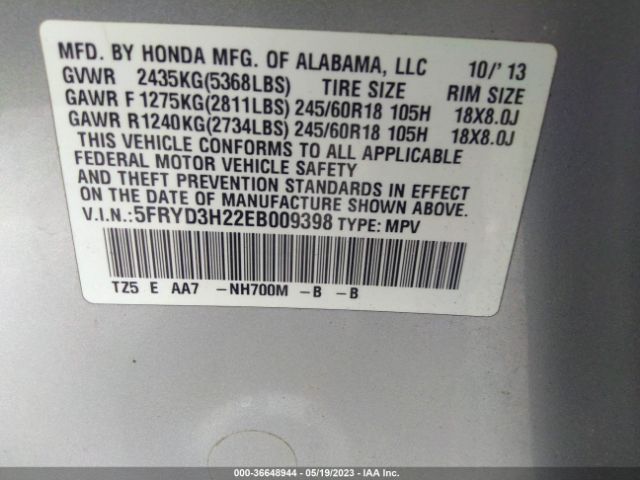 MFD. BY HONDA MFG. OF ALABAMA, LLC 10/'13
GVWR 2435KG(5368LBS) TIRE SIZE RIM SIZE
GAWR F1275KG(2811LBS) 245/60R18 105H 18X8.0J
GAWR R1240KG(2734LBS) 245/60R18 105H 18X8.0J
THIS VEHICLE CONFORMS TO ALL APPLICABLE
FEDERAL MOTOR VEHICLE SAFETY
AND THEFT PREVENTION STANDARDS IN EFFECT
ON THE DATE OF MANUFACTURE SHOWN ABOVE.
V.I.N.:5FRYD3H22EB009398 TYPE: MPV
TZ5 E AA7 -NH700M -B -B
000-36648944 - 05/19/2023 - IAA Inc.